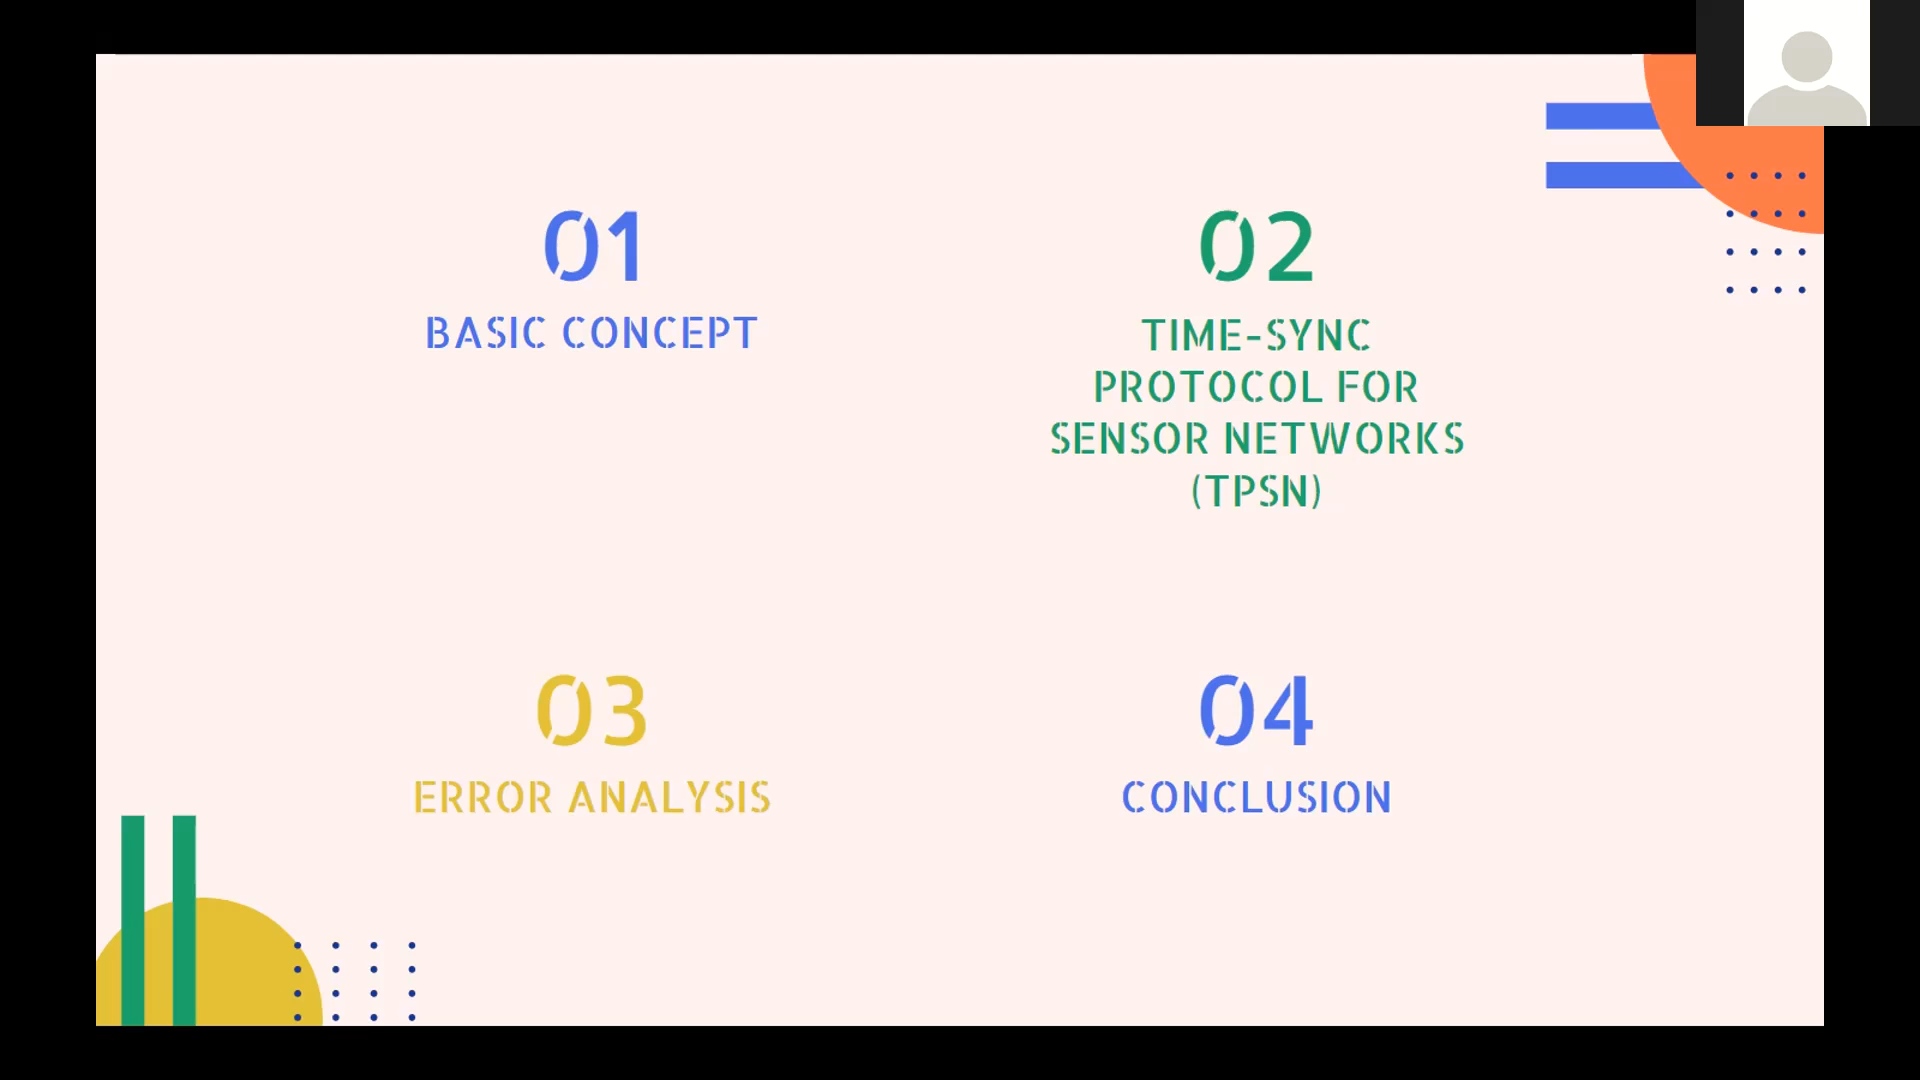 01
BASIC CONCEPT
02
TIME-SYNC
PROTOCOL FOR
SENSOR NETWORKS
(TPSN)
03
ERROR ANALYSIS
04
CONCLUSION